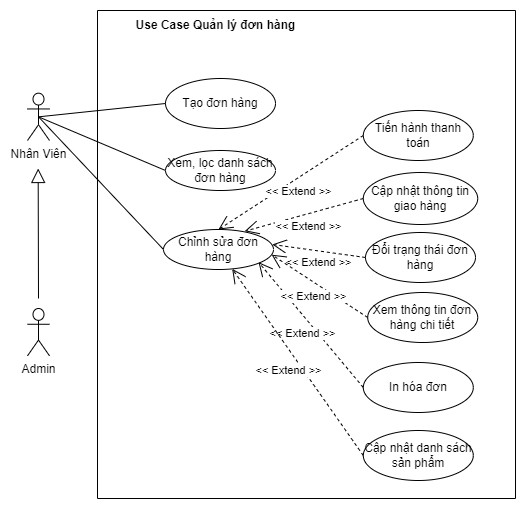 Use Case Quản lý đơn hàng
Tạo đơn hàng
Nhân Viên
Xem, lọc danh sách
đơn hàng
Tiến hành thanh
toán
<< Extend >>
Cập nhật thông tin
giao hàng
<< Extend >>
Chỉnh sửa đơn
hàng
Đổi trạng thái đơn
hàng
<< Extend >>
Xem thông tin đơn
hàng chi tiết
<< Extend >>
Admin
<< Extend >>
In hóa đơn
<< Extend >>
Cập nhật danh sách
sản phẩm